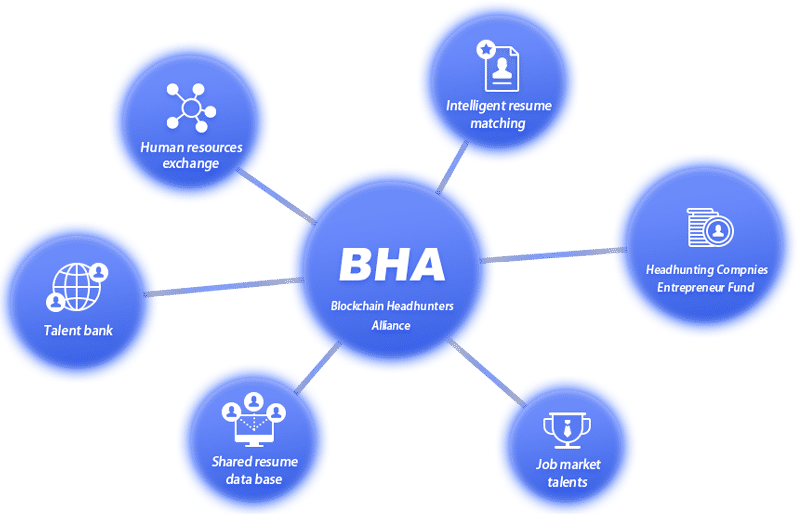 Intelligent resume
matching
Human resources
exchange
BHA
Blockchain Headhunters
Alliance
Headhunting Compnies
Entrepreneur Fund
Talent bank
Shared resume
data base
Job market
talents